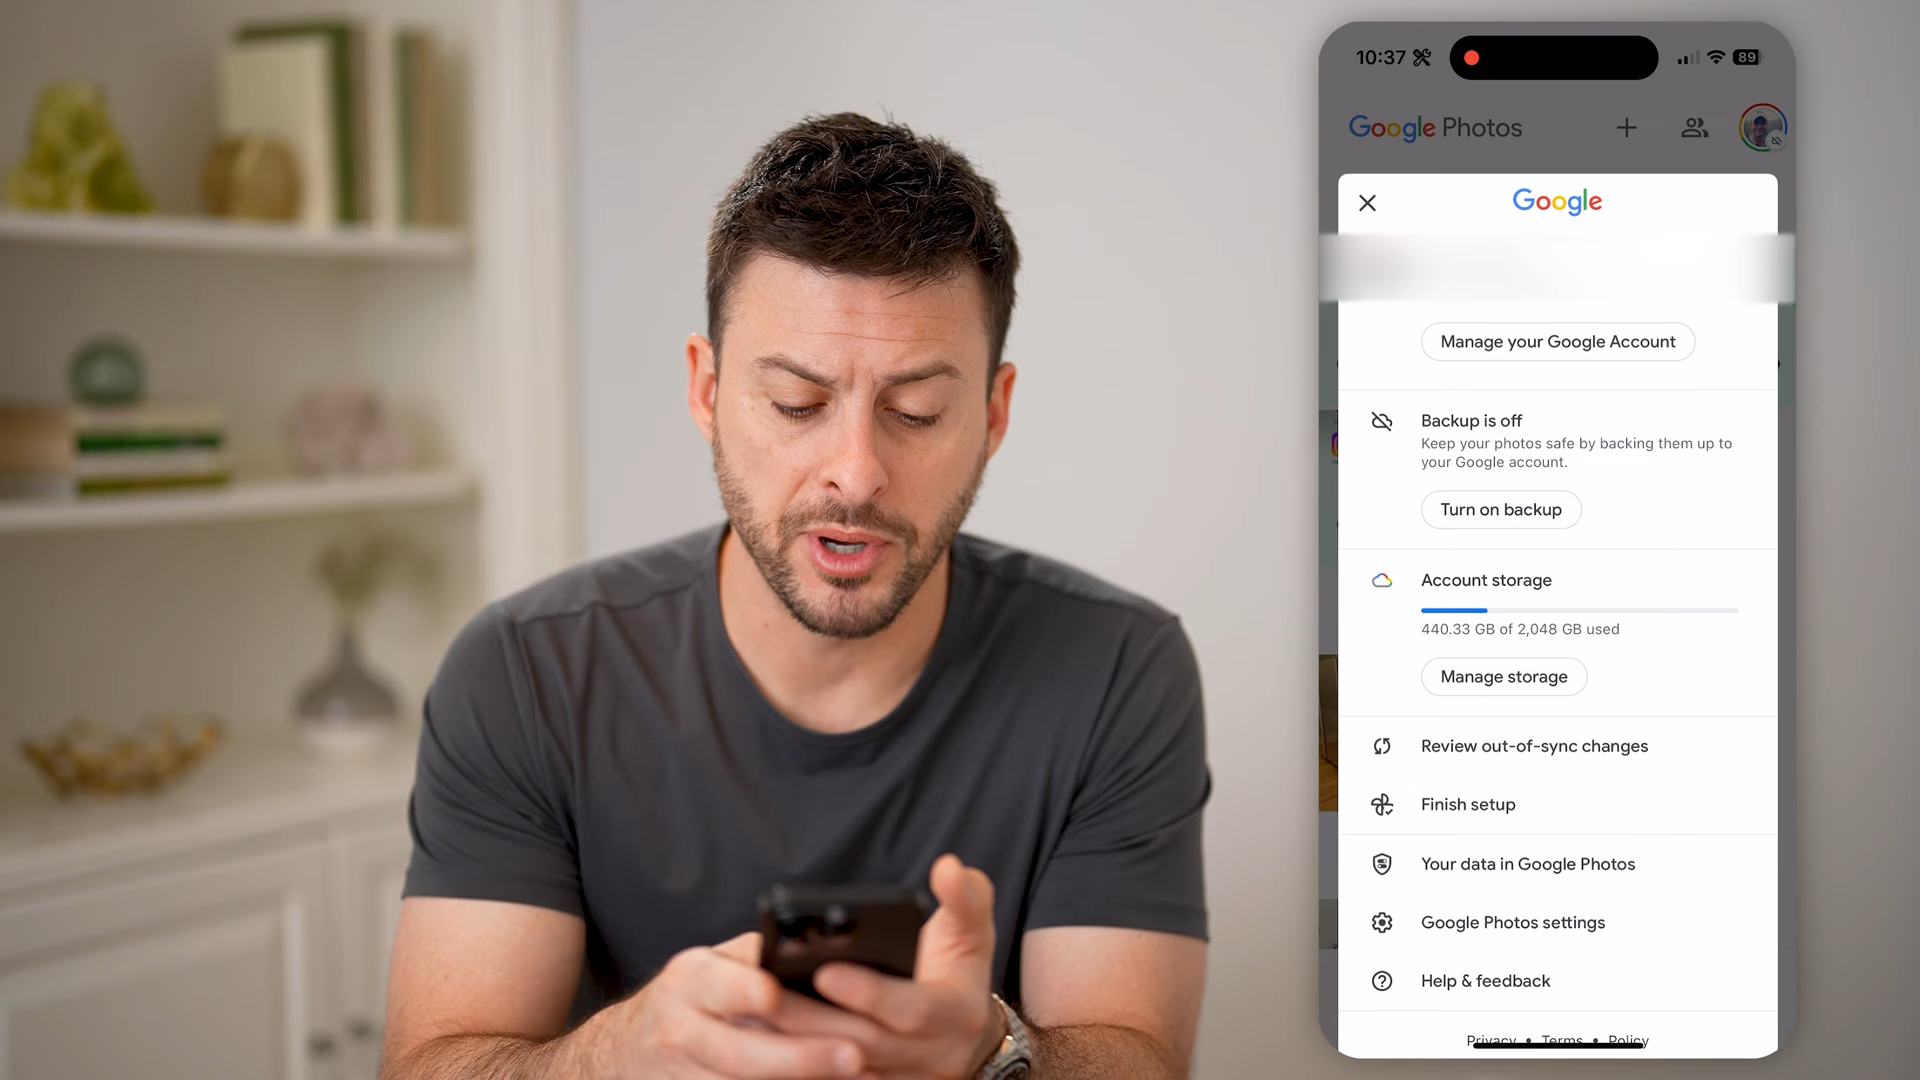 10:37
89
Google Photos
Google
Manage your Google Account
Backup is off
Keep your photos safe by backing them up to
your Google account.
Turn on backup
Account storage
440.33 GB of 2,048 GB used
Manage storage
Review out-of-sync changes
Finish setup
Your data in Google Photos
Google Photos settings
Help & feedback
Privacy • Terms • Policy